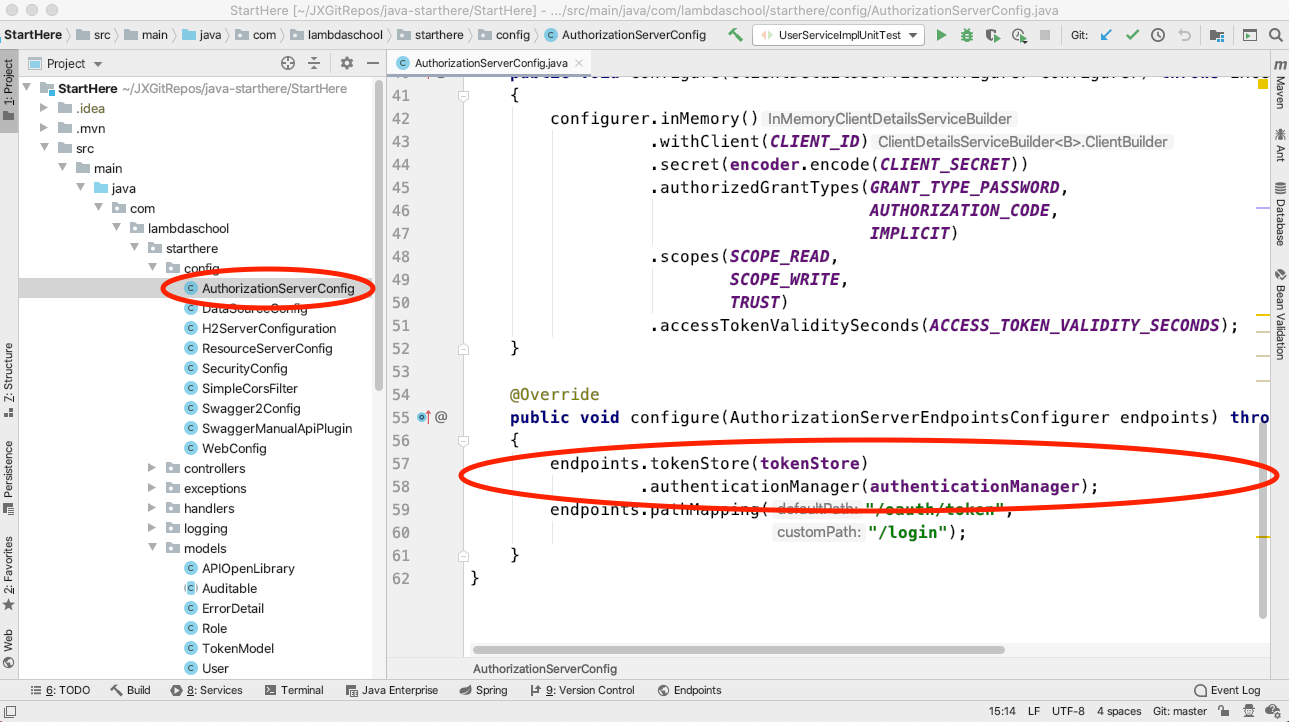 StartHere [~/JXGitRepos/java-starthere/StartHere] - .../src/main/java/com/lambdaschool/starthere/config/AuthorizationServerConfig.java
StartHere src main java com lambdaschool starthere config AuthorizationServerConfig UserServiceImplUnitTest Git:
1: Project
Project
AuthorizationServerConfig.java
StartHere ~/JXGitRepos/java-starthere/StartHere
.idea
.mvn
src
main
java
com
lambdaschool
starthere
config
AuthorizationServerConfig
DataSourceConfig
H2ServerConfiguration
ResourceServerConfig
SecurityConfig
SimpleCorsFilter
Swagger2Config
SwaggerManualApiPlugin
WebConfig
controllers
exceptions
handlers
logging
models
APIOpenLibrary
Auditable
ErrorDetail
Role
TokenModel
User
Z: Structure
Persistence
2: Favorites
Web
41 {
42 configurer.inMemory() InMemoryClientDetailsServiceBuilder
43 .withClient(CLIENT_ID) ClientDetailsServiceBuilder<B>.ClientBuilder
44 .secret(encoder.encode(CLIENT_SECRET))
45 .authorizedGrantTypes(GRANT_TYPE_PASSWORD,
46 AUTHORIZATION_CODE,
47 IMPLICIT)
48 .scopes(SCOPE_READ,
49 SCOPE_WRITE,
50 TRUST)
51 .accessTokenValiditySeconds(ACCESS_TOKEN_VALIDITY_SECONDS);
52 }
53
54 @Override
55 @ public void configure(AuthorizationServerEndpointsConfigurer endpoints) thro
56 {
57 endpoints.tokenStore(tokenStore)
58 .authenticationManager(authenticationManager);
59 endpoints.pathMapping( defaultPath: "/oauth/token",
60 customPath: "/login");
61 }
62 }
m Maven
Ant
Database
Bean Validation
AuthorizationServerConfig
6: TODO Build 8: Services Terminal Java Enterprise Spring 9: Version Control Endpoints Event Log
15:14 LF UTF-8 4 spaces Git: master